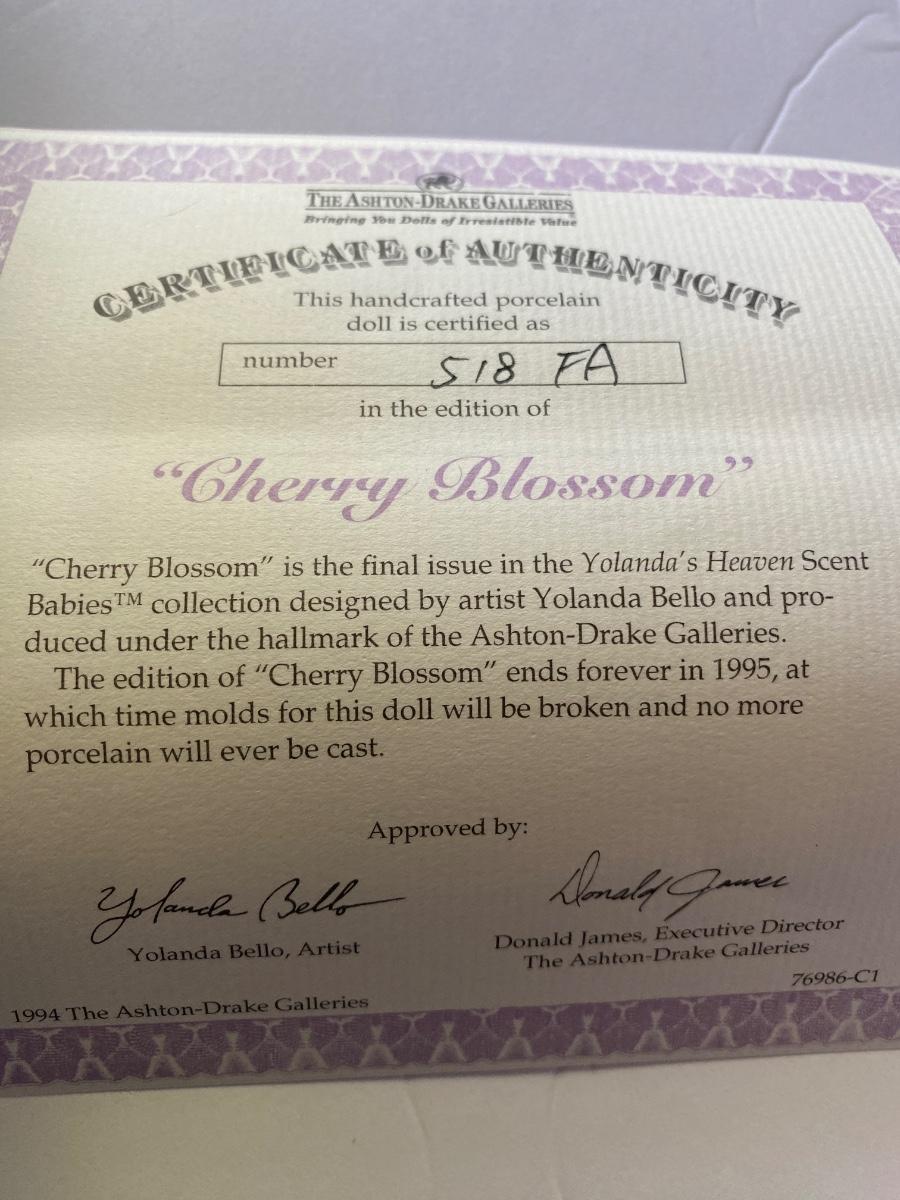 THE ASHTON-DRAKE GALLERIES
Bringing You Dolls of Irresistible Value
CERTIFICATE of AUTHENTICITY
This handcrafted porcelain
doll is certified as
number 518 FA
in the edition of
“Cherry Blossom”
“Cherry Blossom” is the final issue in the Yolanda's Heaven Scent
Babies™ collection designed by artist Yolanda Bello and pro-
duced under the hallmark of the Ashton-Drake Galleries.
The edition of “Cherry Blossom” ends forever in 1995, at
which time molds for this doll will be broken and no more
porcelain will ever be cast.
Approved by:
Yolanda Bello Donald James
Yolanda Bello, Artist
Donald James, Executive Director
The Ashton-Drake Galleries
76986-C1
1994 The Ashton-Drake Galleries